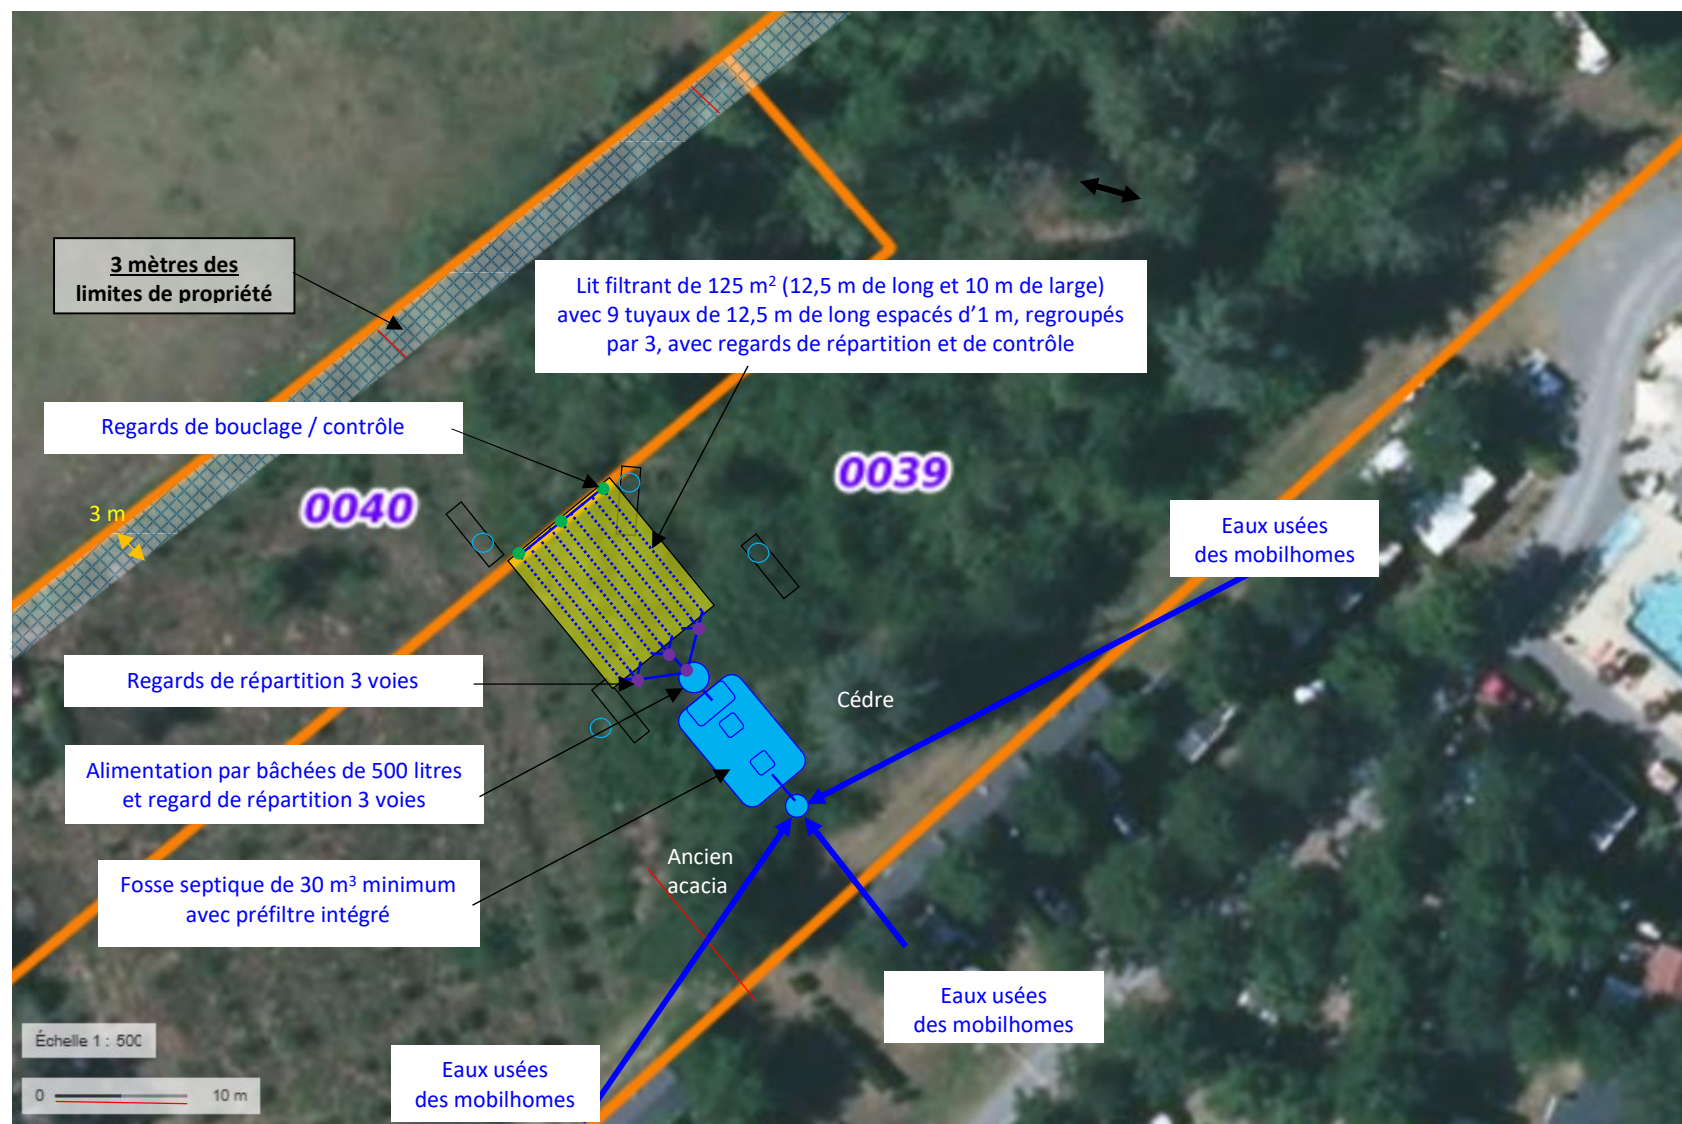 3 mètres des
limites de propriété
Lit filtrant de 125 m² (12,5 m de long et 10 m de large)
avec 9 tuyaux de 12,5 m de long espacés d’1 m, regroupés
par 3, avec regards de répartition et de contrôle
Regards de bouclage / contrôle
0039
0040
3 m
Eaux usées
des mobilhomes
Regards de répartition 3 voies
Cédre
Alimentation par bâchées de 500 litres
et regard de répartition 3 voies
Ancien
acacia
Fosse septique de 30 m³ minimum
avec préfiltre intégré
Eaux usées
des mobilhomes
Échelle 1 : 500
Eaux usées
des mobilhomes
0 10 m